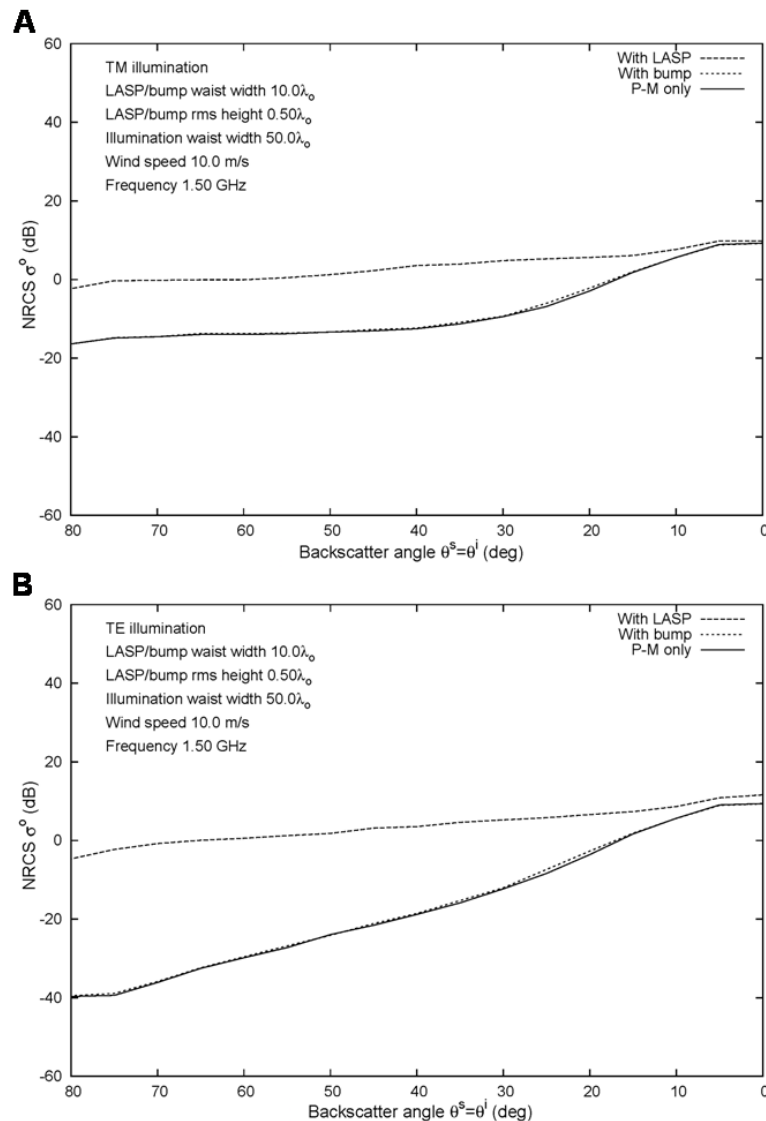 A
60
40
20
0
-20
-40
-60
NRCS σ° (dB)
TM illumination
LASP/bump waist width 10.0λo
LASP/bump rms height 0.50λo
Illumination waist width 50.0λo
Wind speed 10.0 m/s
Frequency 1.50 GHz
With LASP
With bump
P-M only
80 70 60 50 40 30 20 10 0
Backscatter angle θˢ=θⁱ (deg)
B
60
40
20
0
-20
-40
-60
NRCS σ° (dB)
TE illumination
LASP/bump waist width 10.0λo
LASP/bump rms height 0.50λo
Illumination waist width 50.0λo
Wind speed 10.0 m/s
Frequency 1.50 GHz
With LASP
With bump
P-M only
80 70 60 50 40 30 20 10 0
Backscatter angle θˢ=θⁱ (deg)